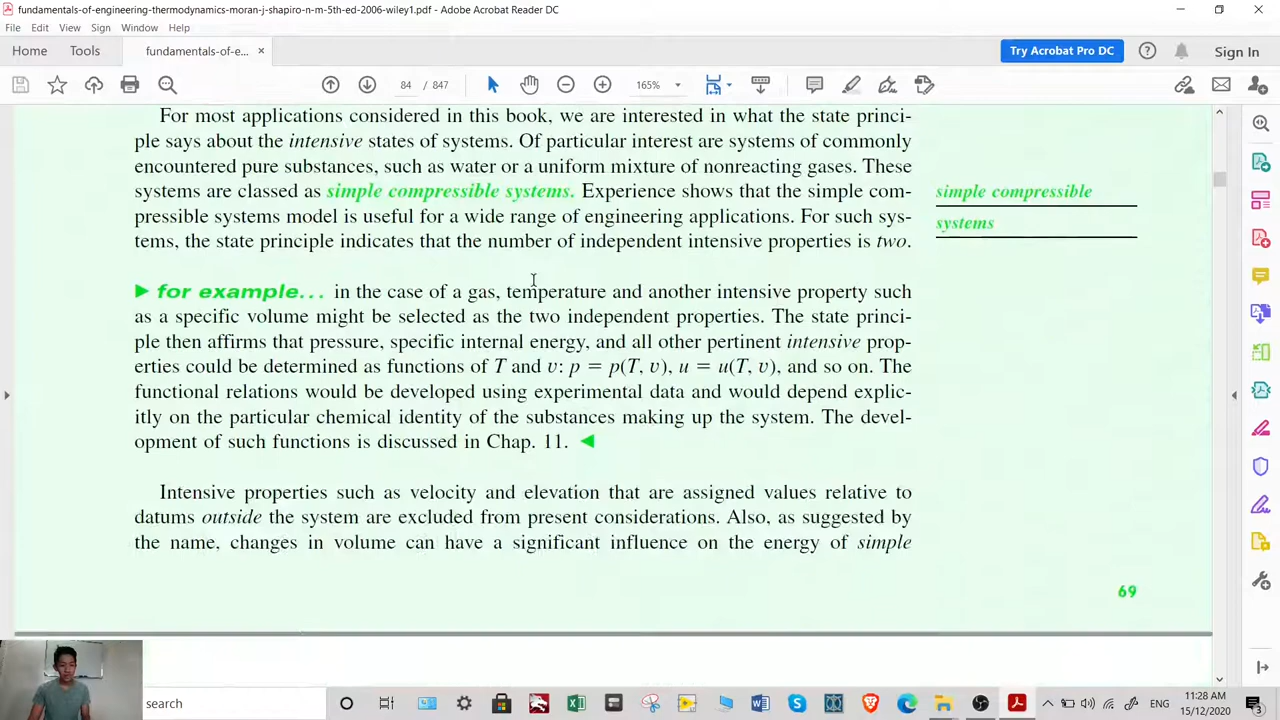 fundamentals-of-engineering-thermodynamics-moran-j-shapiro-n-m-5th-ed-2006-wiley1.pdf - Adobe Acrobat Reader DC
File Edit View Sign Window Help
Home Tools fundamentals-of-e... × Try Acrobat Pro DC Sign In
84 / 847 165%
For most applications considered in this book, we are interested in what the state princi-
ple says about the intensive states of systems. Of particular interest are systems of commonly
encountered pure substances, such as water or a uniform mixture of nonreacting gases. These
systems are classed as simple compressible systems. Experience shows that the simple com-
pressible systems model is useful for a wide range of engineering applications. For such sys-
tems, the state principle indicates that the number of independent intensive properties is two.
simple compressible
systems
► for example... in the case of a gas, temperature and another intensive property such
as a specific volume might be selected as the two independent properties. The state princi-
ple then affirms that pressure, specific internal energy, and all other pertinent intensive prop-
erties could be determined as functions of T and v: p = p(T, v), u = u(T, v), and so on. The
functional relations would be developed using experimental data and would depend explic-
itly on the particular chemical identity of the substances making up the system. The devel-
opment of such functions is discussed in Chap. 11. ◄
Intensive properties such as velocity and elevation that are assigned values relative to
datums outside the system are excluded from present considerations. Also, as suggested by
the name, changes in volume can have a significant influence on the energy of simple
69
search
ENG
11:28 AM
15/12/2020
3